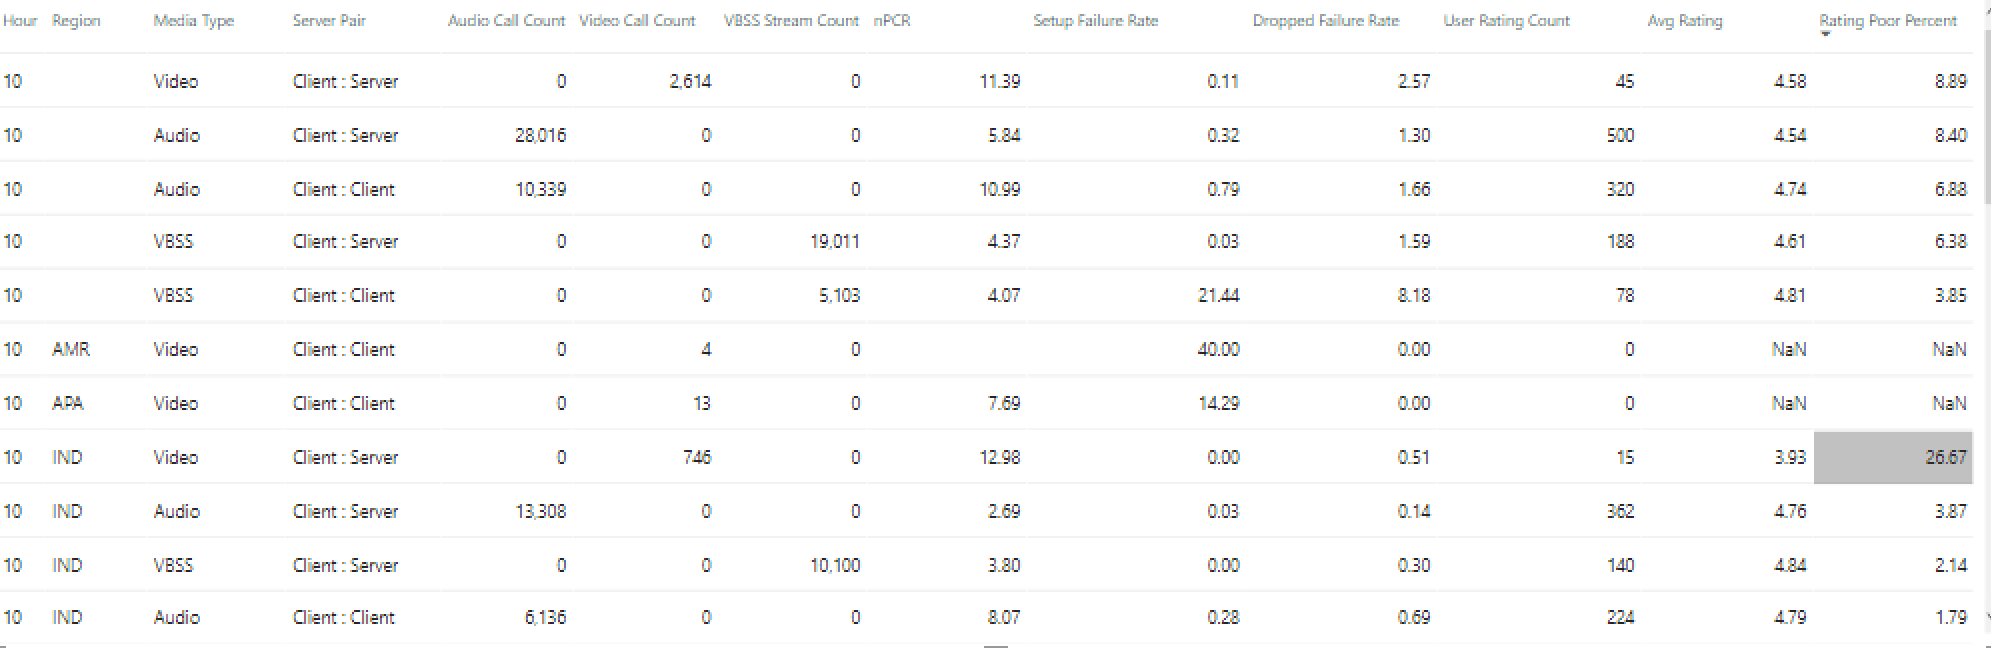 Hour Region Media Type Server Pair Audio Call Count Video Call Count VBSS Stream Count nPCR Setup Failure Rate Dropped Failure Rate User Rating Count Avg Rating Rating Poor Percent
10 Video Client : Server 0 2,614 0 11.39 0.11 2.57 45 4.58 8.89
10 Audio Client : Server 28,016 0 0 5.84 0.32 1.30 500 4.54 8.40
10 Audio Client : Client 10,339 0 0 10.99 0.79 1.66 320 4.74 6.88
10 VBSS Client : Server 0 0 19,011 4.37 0.03 1.59 188 4.61 6.38
10 VBSS Client : Client 0 0 5,103 4.07 21.44 8.18 78 4.81 3.85
10 AMR Video Client : Client 0 4 0 40.00 0.00 0 NaN NaN
10 APA Video Client : Client 0 13 0 7.69 14.29 0.00 0 NaN NaN
10 IND Video Client : Server 0 746 0 12.98 0.00 0.51 15 3.93 26.67
10 IND Audio Client : Server 13,308 0 0 2.69 0.03 0.14 362 4.76 3.87
10 IND VBSS Client : Server 0 0 10,100 3.80 0.00 0.30 140 4.84 2.14
10 IND Audio Client : Client 6,136 0 0 8.07 0.28 0.69 224 4.79 1.79